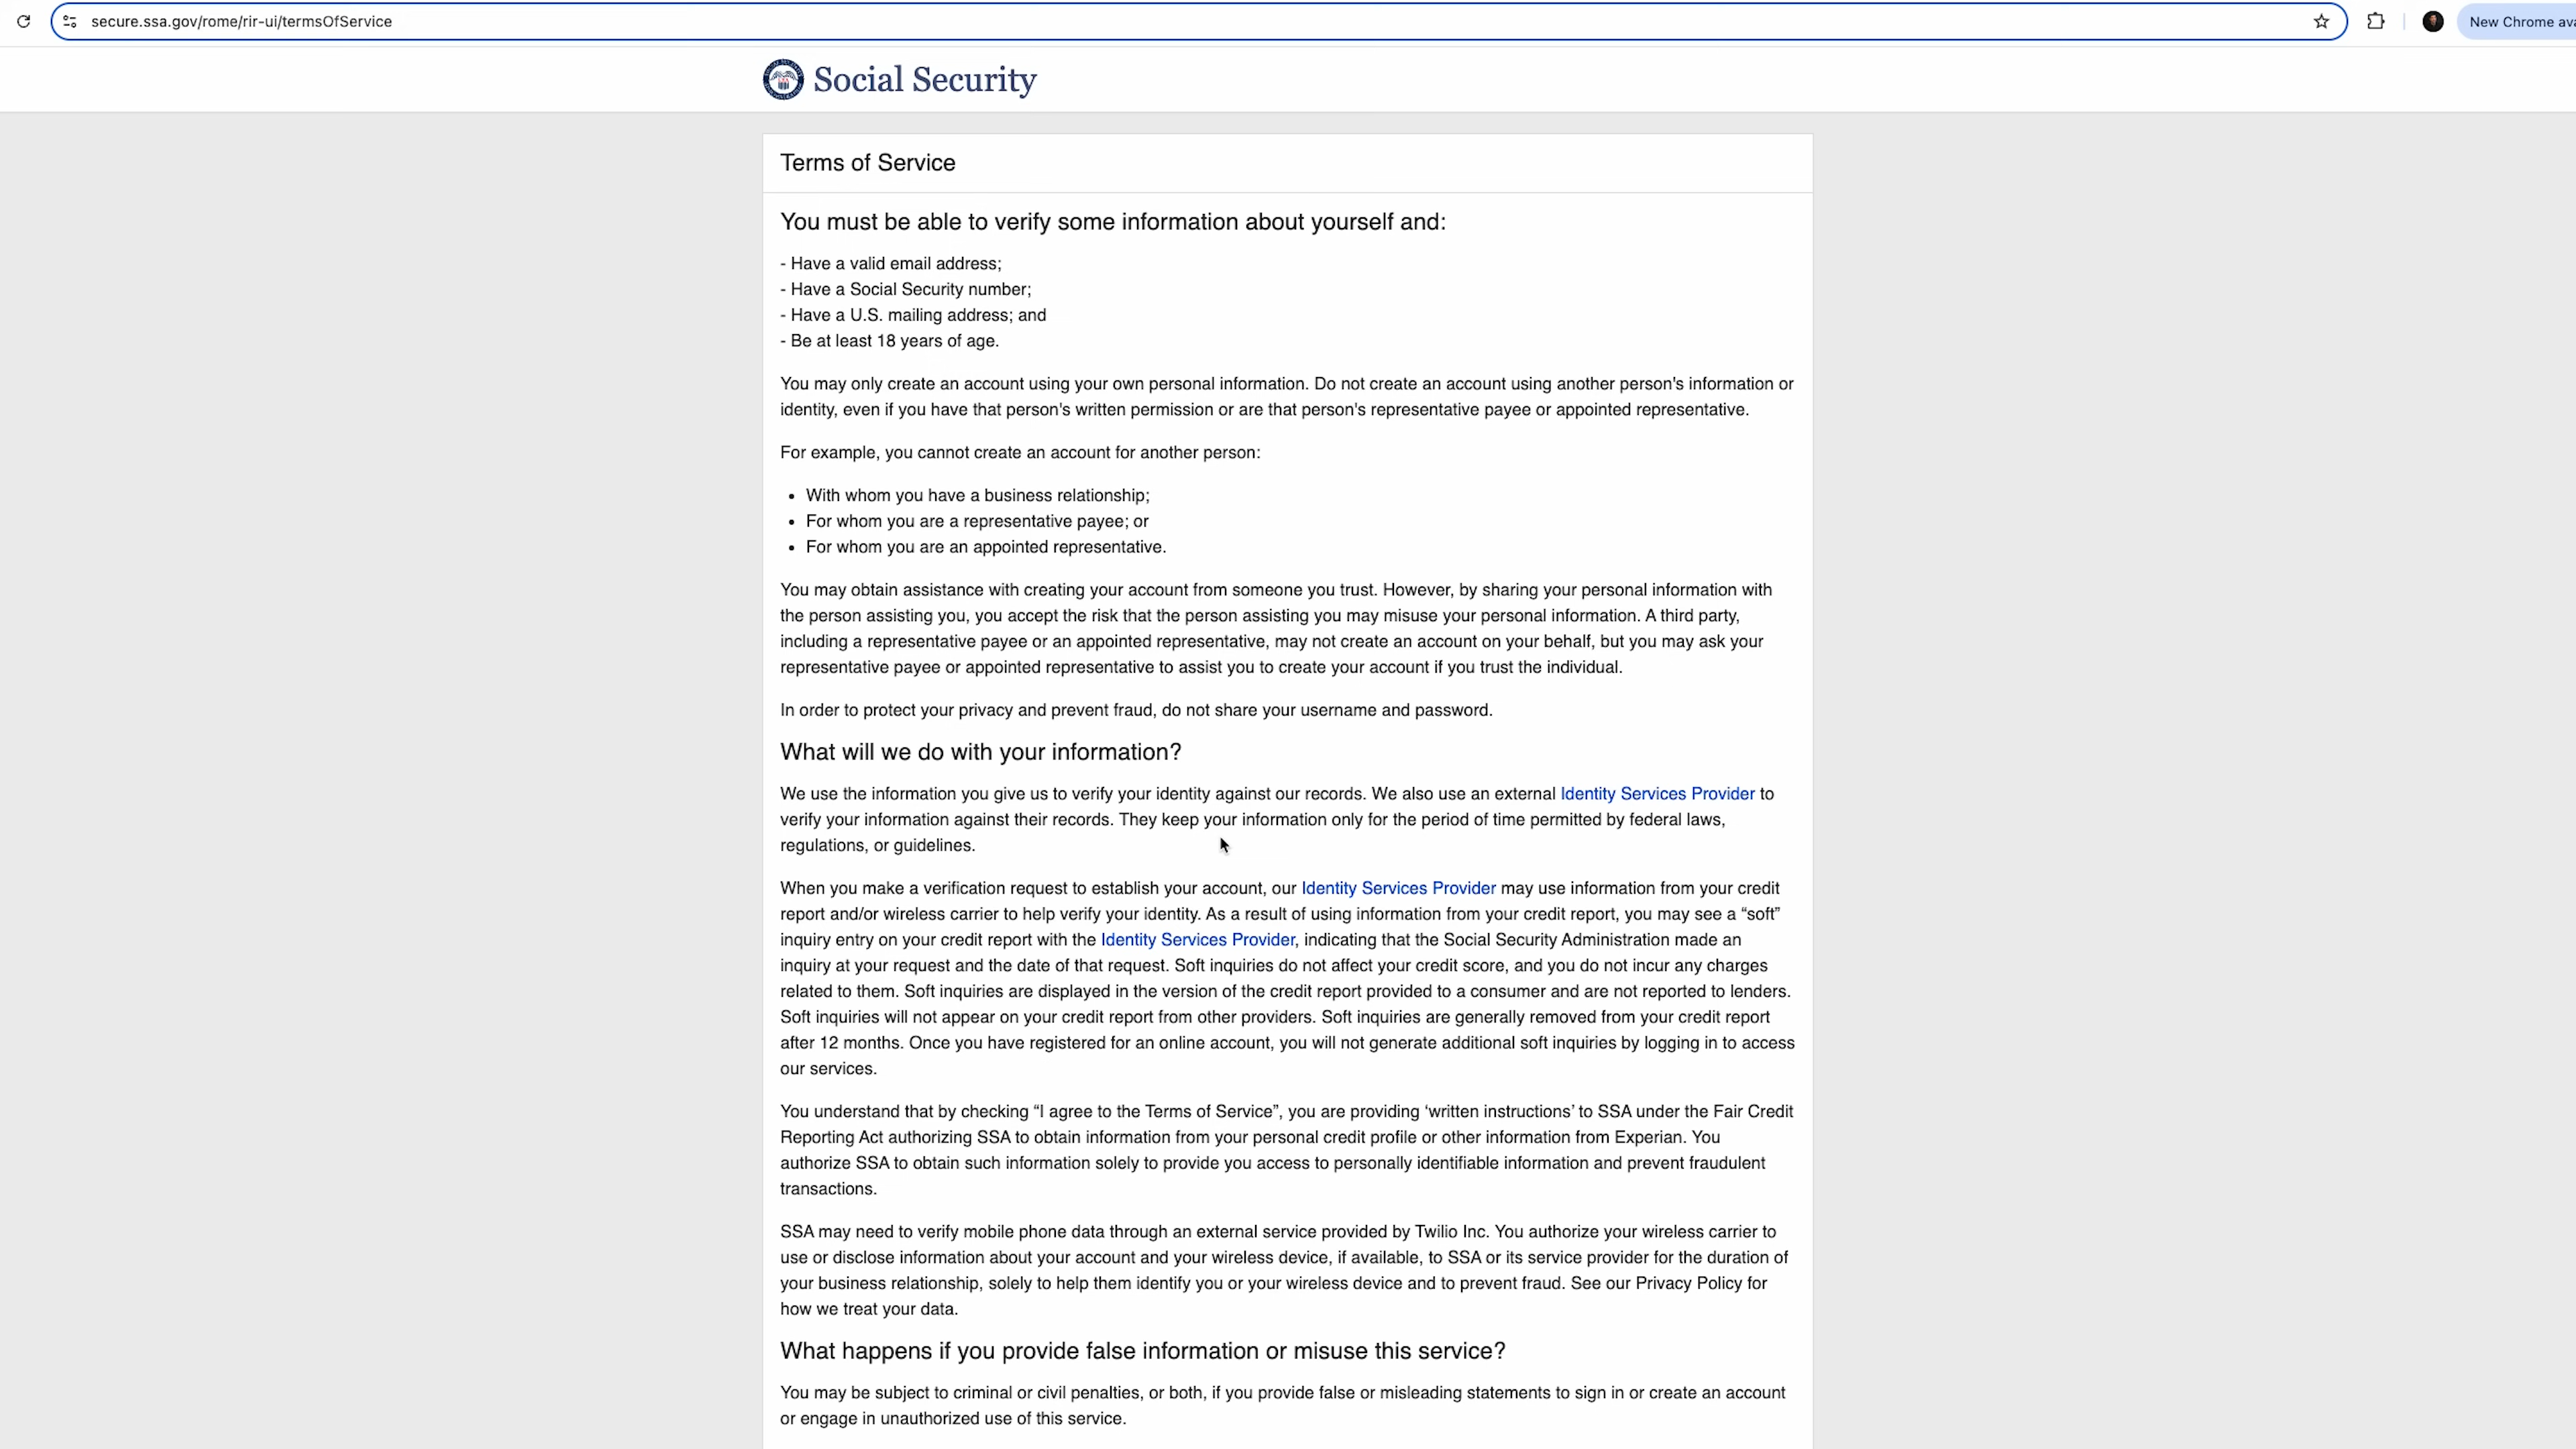 secure.ssa.gov/rome/rir-ui/termsOfService
New Chrome ava
Social Security
Terms of Service
You must be able to verify some information about yourself and:
- Have a valid email address;
- Have a Social Security number;
- Have a U.S. mailing address; and
- Be at least 18 years of age.
You may only create an account using your own personal information. Do not create an account using another person's information or
identity, even if you have that person's written permission or are that person's representative payee or appointed representative.
For example, you cannot create an account for another person:
• With whom you have a business relationship;
• For whom you are a representative payee; or
• For whom you are an appointed representative.
You may obtain assistance with creating your account from someone you trust. However, by sharing your personal information with
the person assisting you, you accept the risk that the person assisting you may misuse your personal information. A third party,
including a representative payee or an appointed representative, may not create an account on your behalf, but you may ask your
representative payee or appointed representative to assist you to create your account if you trust the individual.
In order to protect your privacy and prevent fraud, do not share your username and password.
What will we do with your information?
We use the information you give us to verify your identity against our records. We also use an external Identity Services Provider to
verify your information against their records. They keep your information only for the period of time permitted by federal laws,
regulations, or guidelines.
When you make a verification request to establish your account, our Identity Services Provider may use information from your credit
report and/or wireless carrier to help verify your identity. As a result of using information from your credit report, you may see a “soft”
inquiry entry on your credit report with the Identity Services Provider, indicating that the Social Security Administration made an
inquiry at your request and the date of that request. Soft inquiries do not affect your credit score, and you do not incur any charges
related to them. Soft inquiries are displayed in the version of the credit report provided to a consumer and are not reported to lenders.
Soft inquiries will not appear on your credit report from other providers. Soft inquiries are generally removed from your credit report
after 12 months. Once you have registered for an online account, you will not generate additional soft inquiries by logging in to access
our services.
You understand that by checking “I agree to the Terms of Service”, you are providing ‘written instructions’ to SSA under the Fair Credit
Reporting Act authorizing SSA to obtain information from your personal credit profile or other information from Experian. You
authorize SSA to obtain such information solely to provide you access to personally identifiable information and prevent fraudulent
transactions.
SSA may need to verify mobile phone data through an external service provided by Twilio Inc. You authorize your wireless carrier to
use or disclose information about your account and your wireless device, if available, to SSA or its service provider for the duration of
your business relationship, solely to help them identify you or your wireless device and to prevent fraud. See our Privacy Policy for
how we treat your data.
What happens if you provide false information or misuse this service?
You may be subject to criminal or civil penalties, or both, if you provide false or misleading statements to sign in or create an account
or engage in unauthorized use of this service.